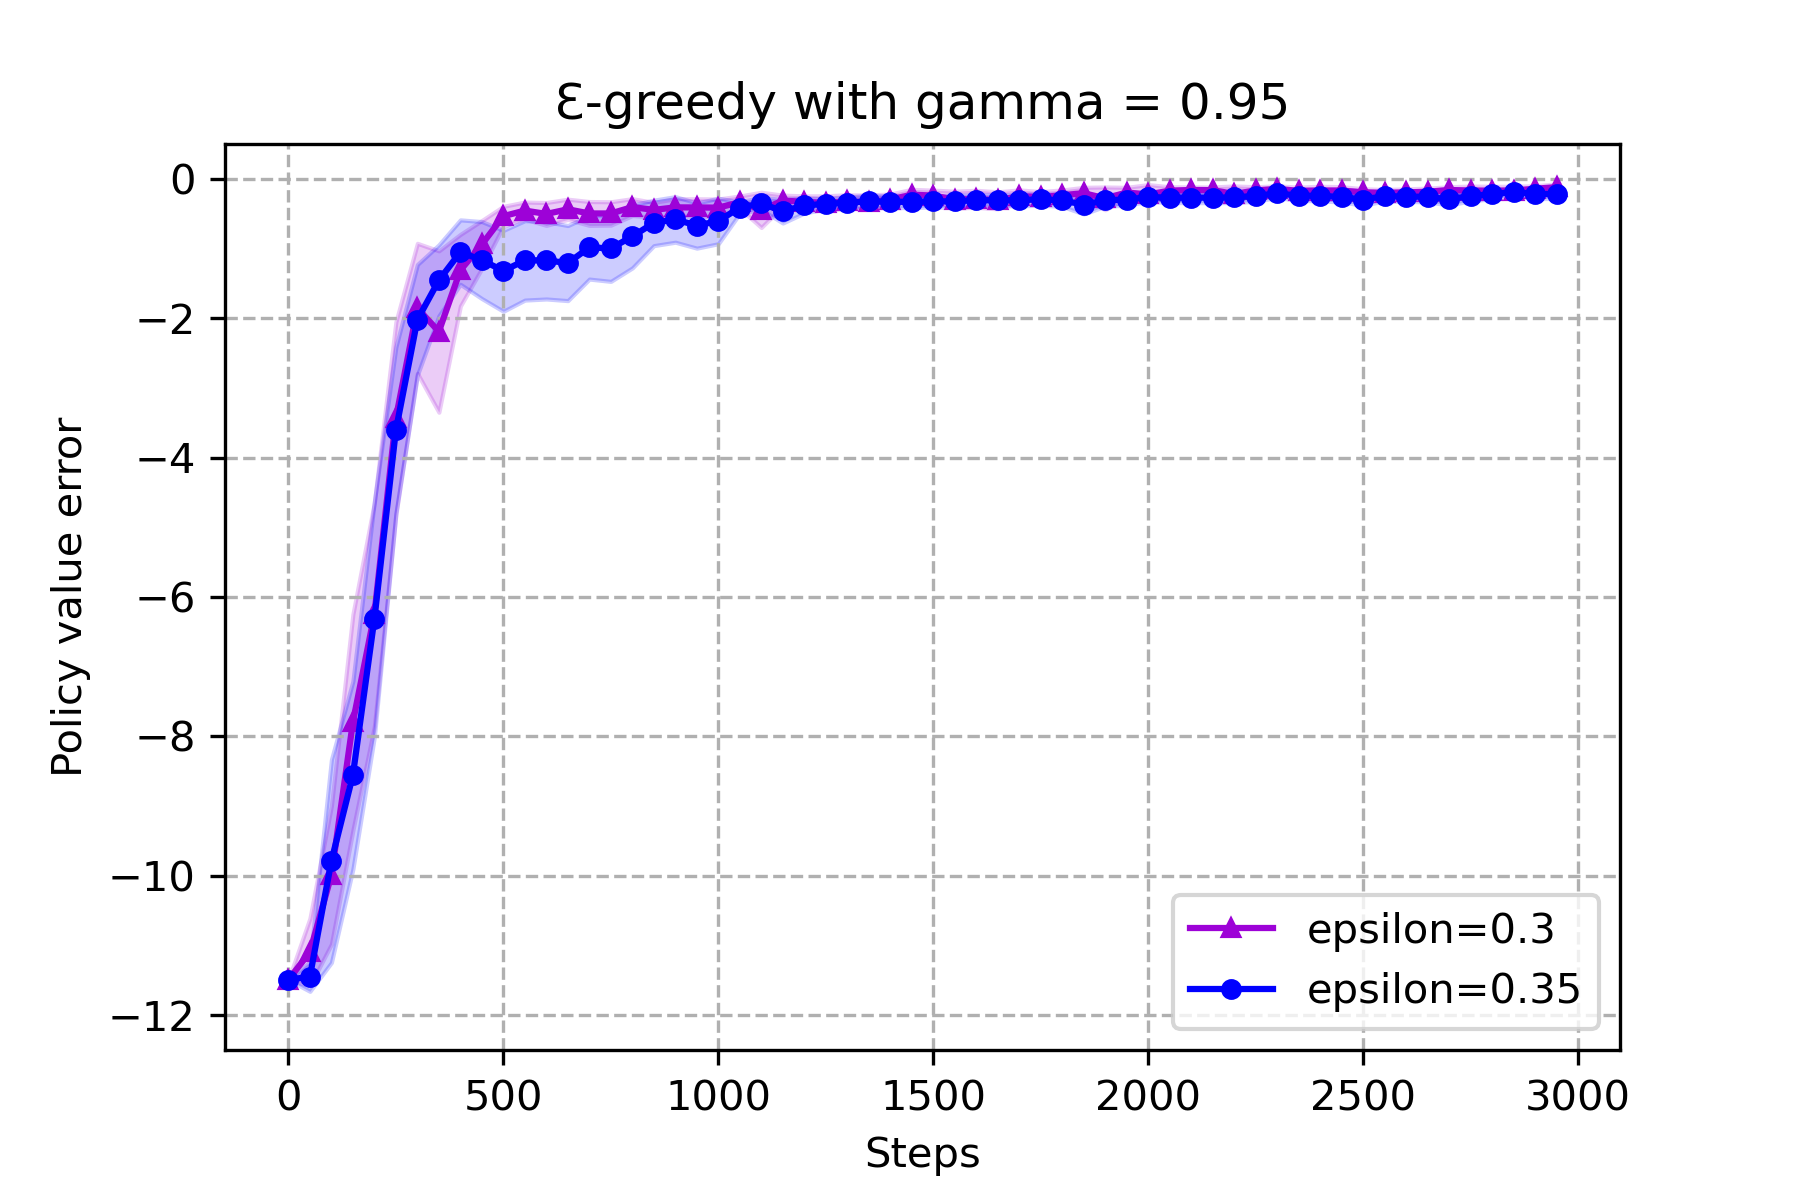 Ɛ-greedy with gamma = 0.95
Policy value error
0
−2
−4
−6
−8
−10
−12
epsilon=0.3
epsilon=0.35
0 500 1000 1500 2000 2500 3000
Steps